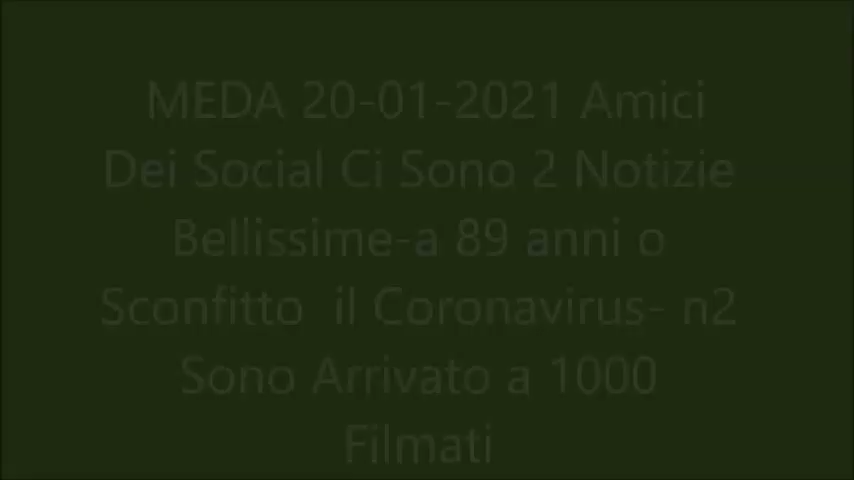 MEDA 20-01-2021 Amici
Dei Social Ci Sono 2 Notizie
Bellissime-a 89 anni o
Sconfitto  il Coronavirus- n2
Sono Arrivato a 1000
Filmati